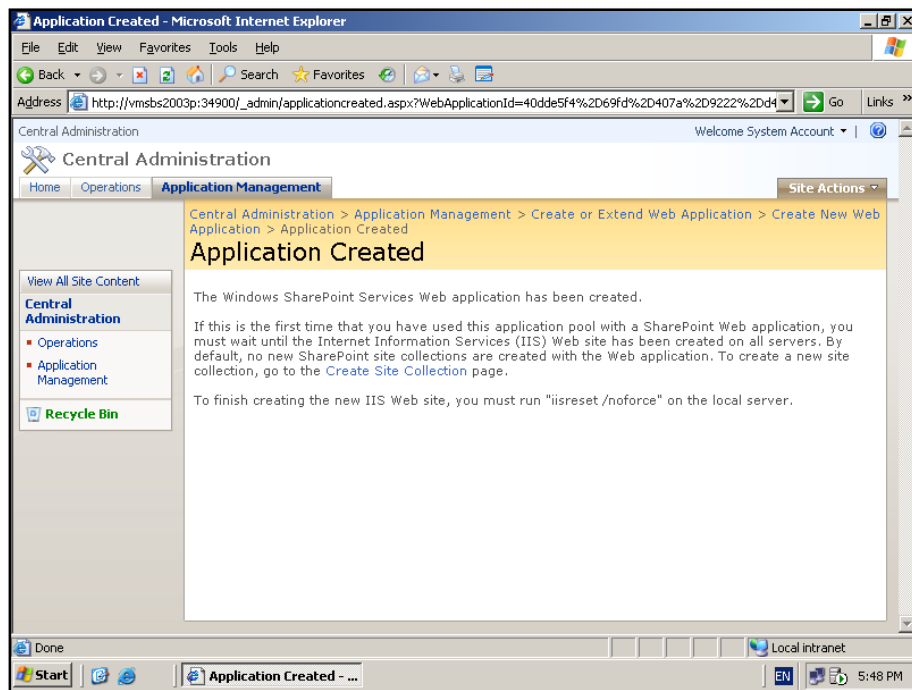 Application Created - Microsoft Internet Explorer
File Edit View Favorites Tools Help
Back Search Favorites
Address http://vmsbs2003p:34900/_admin/applicationcreated.aspx?WebApplicationId=40dde5f4%2D69fd%2D407a%2D9222%2Dd4 Go Links »
Central Administration Welcome System Account
Central Administration
Home Operations Application Management Site Actions
Central Administration > Application Management > Create or Extend Web Application > Create New Web
Application > Application Created
Application Created
View All Site Content
Central
Administration
Operations
Application
Management
Recycle Bin
The Windows SharePoint Services Web application has been created.
If this is the first time that you have used this application pool with a SharePoint Web application, you
must wait until the Internet Information Services (IIS) Web site has been created on all servers. By
default, no new SharePoint site collections are created with the Web application. To create a new site
collection, go to the Create Site Collection page.
To finish creating the new IIS Web site, you must run "iisreset /noforce" on the local server.
Done Local intranet
Start Application Created - ... EN 5:48 PM